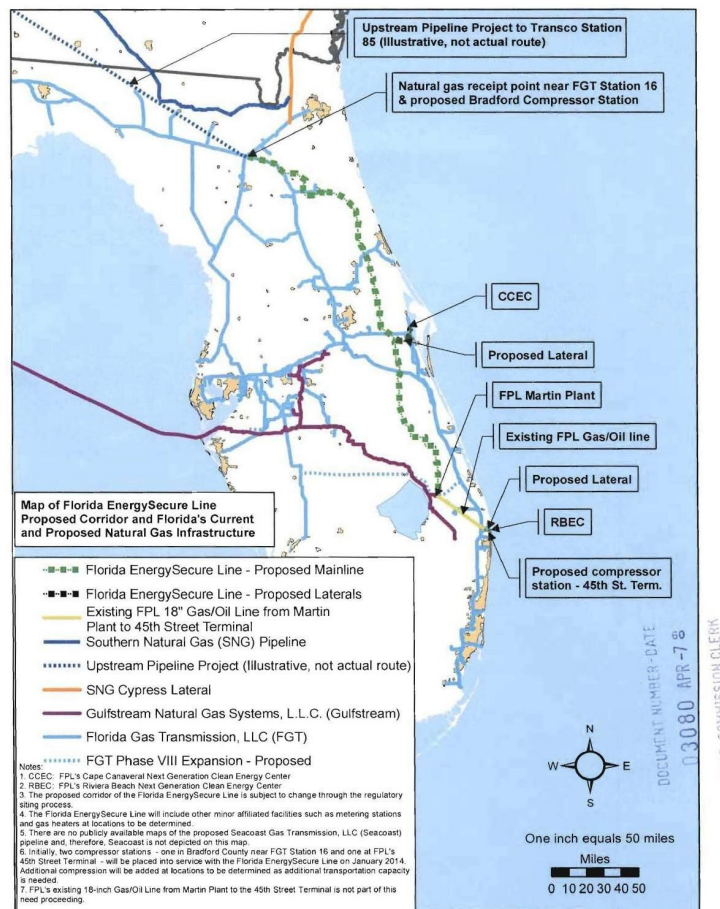 Upstream Pipeline Project to Transco Station
85 (Illustrative, not actual route)
Natural gas receipt point near FGT Station 16
& proposed Bradford Compressor Station
CCEC
Proposed Lateral
FPL Martin Plant
Existing FPL Gas/Oil line
Proposed Lateral
RBEC
Proposed compressor
station - 45th St. Term.
Map of Florida EnergySecure Line
Proposed Corridor and Florida's Current
and Proposed Natural Gas Infrastructure
Florida EnergySecure Line - Proposed Mainline
Florida EnergySecure Line - Proposed Laterals
Existing FPL 18" Gas/Oil Line from Martin
Plant to 45th Street Terminal
Southern Natural Gas (SNG) Pipeline
Upstream Pipeline Project (Illustrative, not actual route)
SNG Cypress Lateral
Gulfstream Natural Gas Systems, L.L.C. (Gulfstream)
Florida Gas Transmission, LLC (FGT)
FGT Phase VIII Expansion - Proposed
Notes:
1. CCEC: FPL's Cape Canaveral Next Generation Clean Energy Center
2. RBEC: FPL's Riviera Beach Next Generation Clean Energy Center
3. The proposed corridor of the Florida EnergySecure Line is subject to change through the regulatory
siting process.
4. The Florida EnergySecure Line will include other minor affiliated facilities such as metering stations
and gas heaters at locations to be determined.
5. There are no publicly available maps of the proposed Seacoast Gas Transmission, LLC (Seacoast)
pipeline and, therefore, Seacoast is not depicted on this map.
6. Initially, two compressor stations - one in Bradford County near FGT Station 16 and one at FPL's
45th Street Terminal - will be placed into service with the Florida EnergySecure Line on January 2014.
Additional compression will be added at locations to be determined as additional transportation capacity
is needed.
7. FPL's existing 18-inch Gas/Oil Line from Martin Plant to the 45th Street Terminal is not part of this
need proceeding.
N
W E
S
One inch equals 50 miles
Miles
0 10 20 30 40 50
DOCUMENT NUMBER-DATE
03080 APR-7 8
COMMISSION CLERK